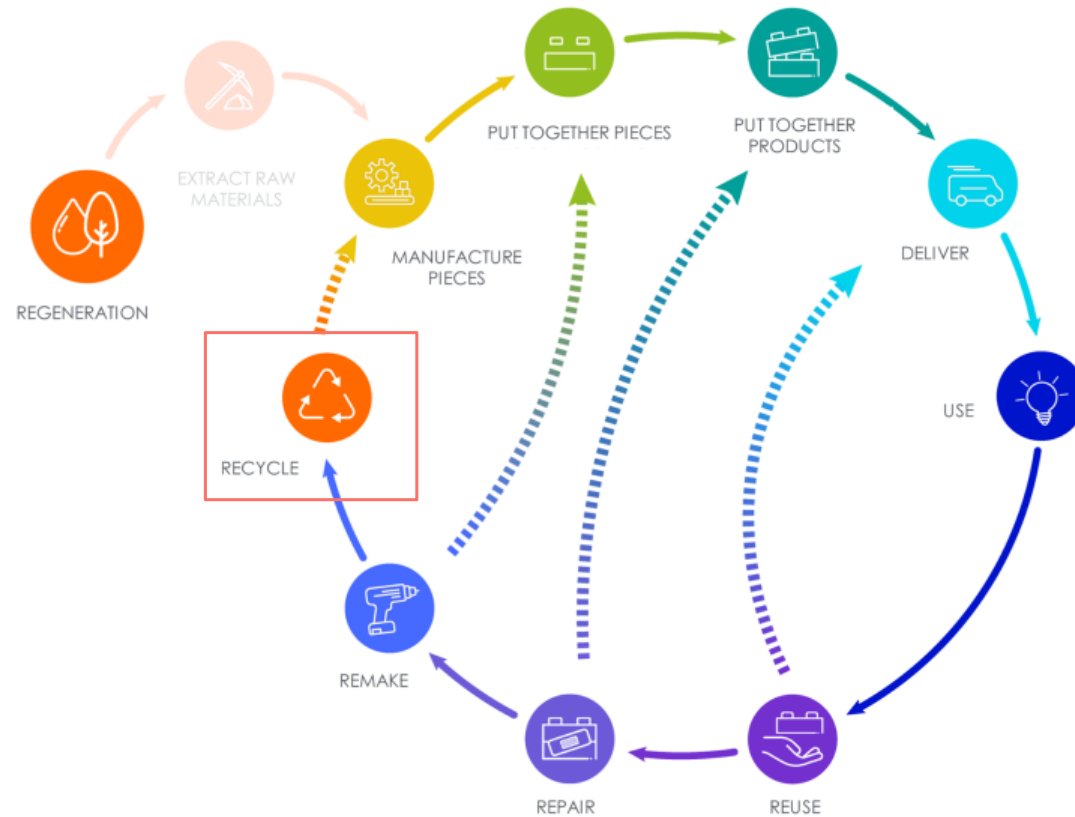 PUT TOGETHER PIECES
PUT TOGETHER
PRODUCTS
EXTRACT RAW
MATERIALS
DELIVER
MANUFACTURE
PIECES
REGENERATION
USE
RECYCLE
REMAKE
REPAIR
REUSE